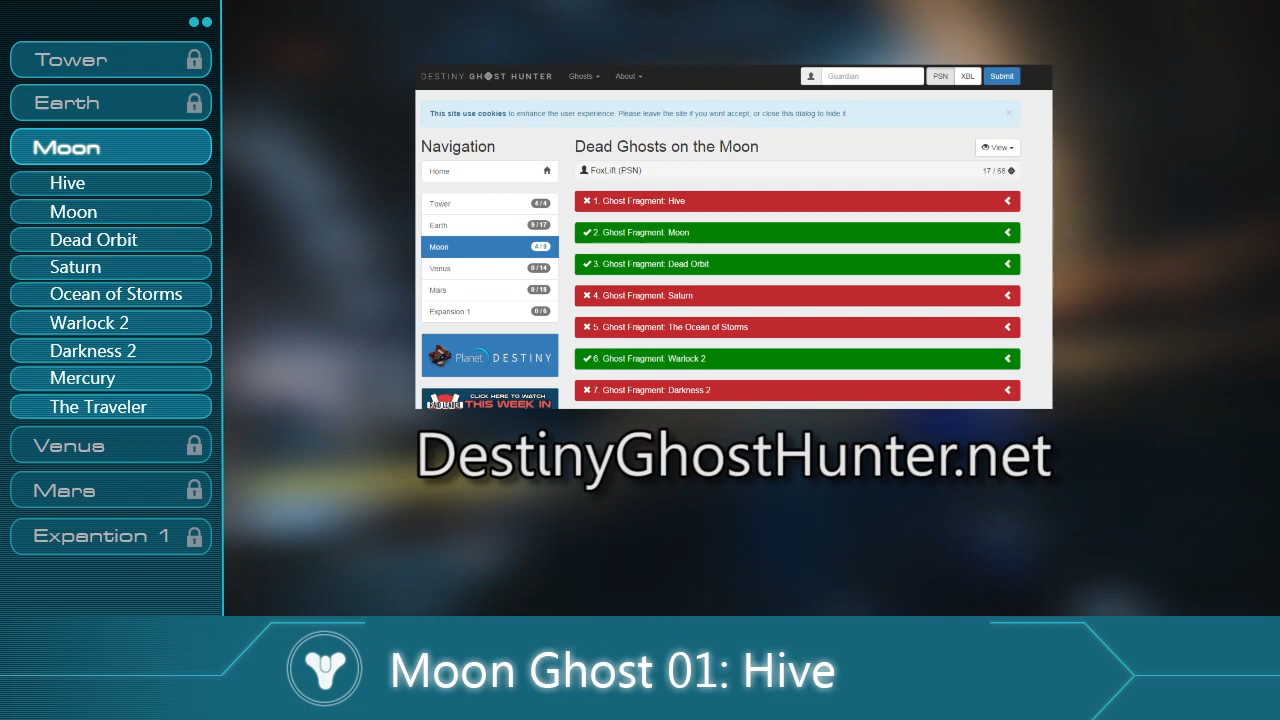 Tower
Earth
Moon
Hive
Moon
Dead Orbit
Saturn
Ocean of Storms
Warlock 2
Darkness 2
Mercury
The Traveler
Venus
Mars
Expantion 1
DESTINY GHOST HUNTER
Ghosts
About
Guardian
PSN
XBL
Submit
This site use cookies to enhance the user experience. Please leave the site if you wont accept, or close this dialog to hide it
×
Navigation
Home
Tower 4 / 4
Earth 9 / 17
Moon 4 / 9
Venus 0 / 14
Mars 0 / 18
Expansion 1 0 / 6
Planet DESTINY
CLICK HERE TO WATCH
THIS WEEK IN
Dead Ghosts on the Moon
View
FoxLift (PSN)
17 / 68
1. Ghost Fragment: Hive
2. Ghost Fragment: Moon
3. Ghost Fragment: Dead Orbit
4. Ghost Fragment: Saturn
5. Ghost Fragment: The Ocean of Storms
6. Ghost Fragment: Warlock 2
7. Ghost Fragment: Darkness 2
DestinyGhostHunter.net
Moon Ghost 01: Hive